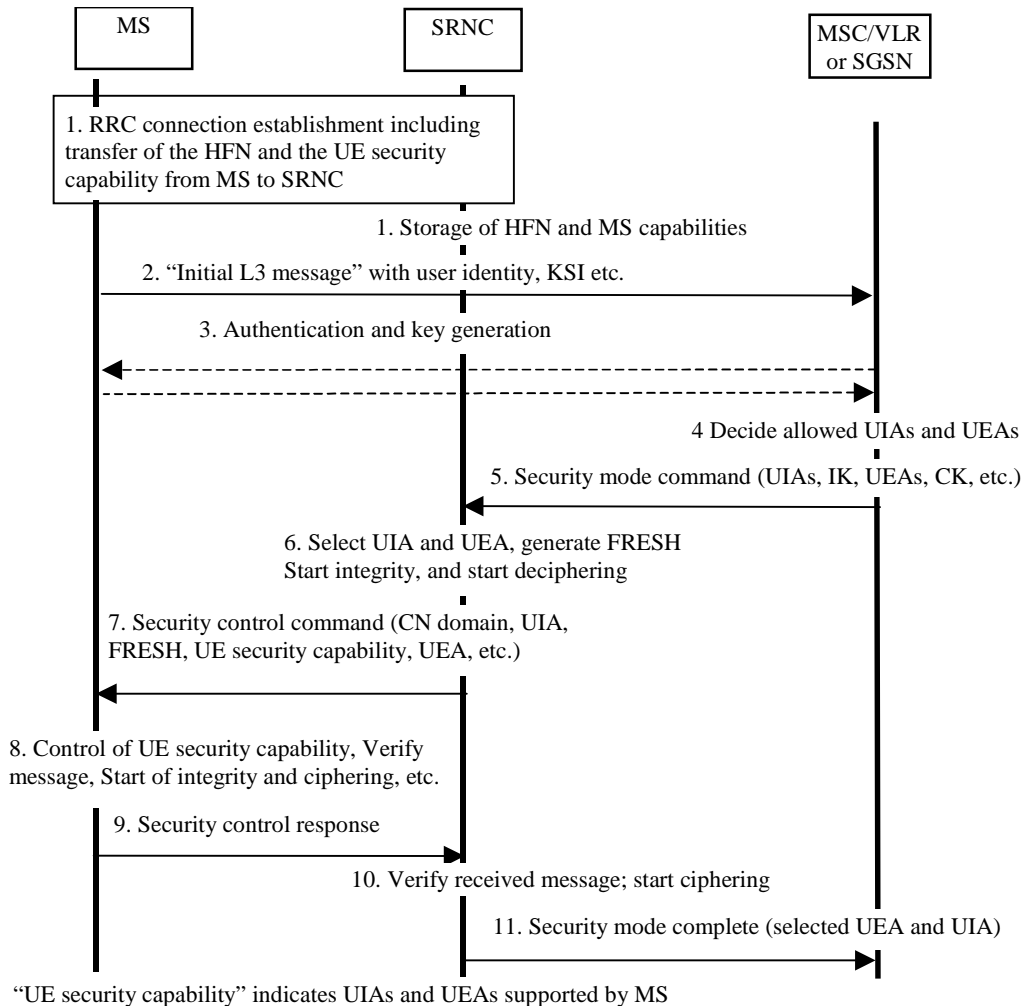 MS
SRNC
MSC/VLR
or SGSN
1. RRC connection establishment including
transfer of the HFN and the UE security
capability from MS to SRNC
1. Storage of HFN and MS capabilities
2. “Initial L3 message” with user identity, KSI etc.
3. Authentication and key generation
4 Decide allowed UIAs and UEAs
5. Security mode command (UIAs, IK, UEAs, CK, etc.)
6. Select UIA and UEA, generate FRESH
Start integrity, and start deciphering
7. Security control command (CN domain, UIA,
FRESH, UE security capability, UEA, etc.)
8. Control of UE security capability, Verify
message, Start of integrity and ciphering, etc.
9. Security control response
10. Verify received message; start ciphering
11. Security mode complete (selected UEA and UIA)
“UE security capability” indicates UIAs and UEAs supported by MS